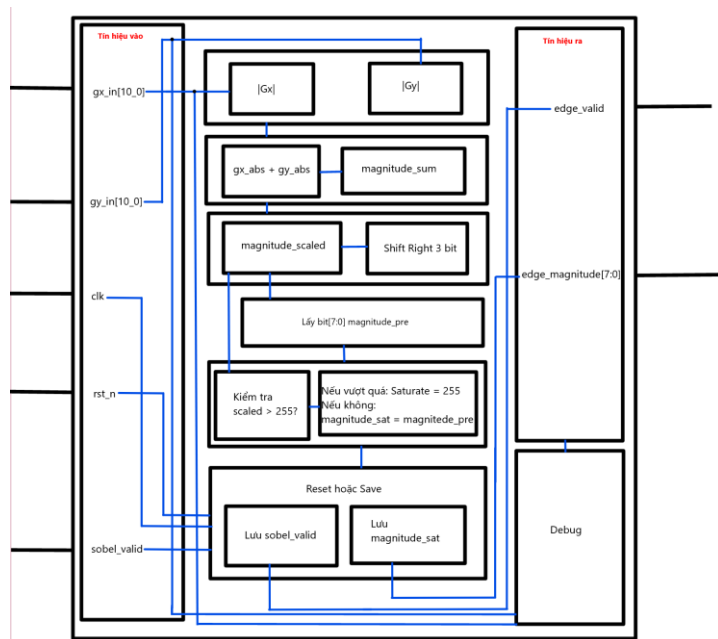 Tín hiệu vào
Tín hiệu ra
|Gx|
|Gy|
gx_in[10_0]
edge_valid
gx_abs + gy_abs
magnitude_sum
gy_in[10_0]
magnitude_scaled
Shift Right 3 bit
edge_magnitude[7:0]
clk
Lấy bit[7:0] magnitude_pre
rst_n
Kiểm tra
scaled > 255?
Nếu vượt quá: Saturate = 255
Nếu không:
magnitude_sat = magnitede_pre
Reset hoặc Save
Lưu sobel_valid
Lưu
magnitude_sat
Debug
sobel_valid